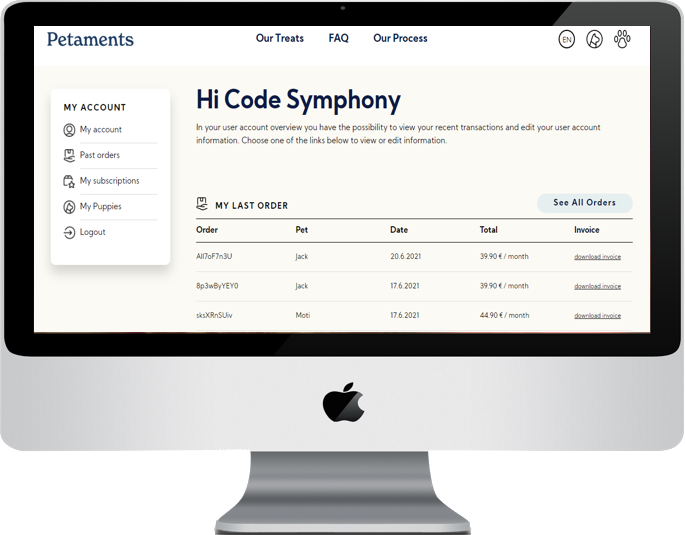 Petaments
Our Treats FAQ Our Process
EN
MY ACCOUNT
My account
Past orders
My subscriptions
My Puppies
Logout
Hi Code Symphony
In your user account overview you have the possibility to view your recent transactions and edit your user account
information. Choose one of the links below to view or edit information.
MY LAST ORDER
See All Orders
Order Pet Date Total Invoice
All7oF7n3U Jack 20.6.2021 39.90 € / month download invoice
8p3wByYEY0 Jack 17.6.2021 39.90 € / month download invoice
sksXRnSUiv Moti 17.6.2021 44.90 € / month download invoice